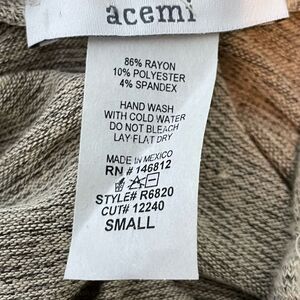 acemi
86% RAYON
10% POLYESTER
4% SPANDEX
HAND WASH
WITH COLD WATER
DO NOT BLEACH
LAY FLAT DRY
MADE IN MEXICO
RN # 146812
STYLE# R6820
CUT# 12240
SMALL